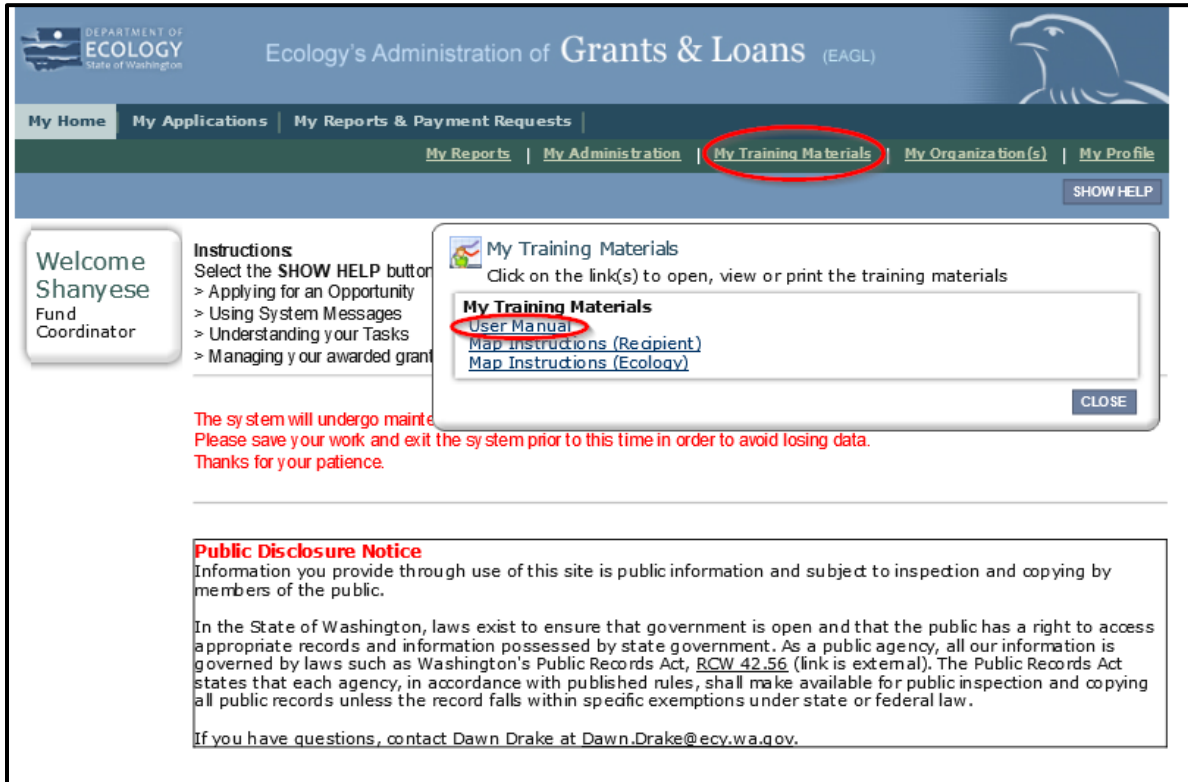 DEPARTMENT OF
ECOLOGY
State of Washington
Ecology's Administration of Grants & Loans (EAGL)
My Home | My Applications | My Reports & Payment Requests |
My Reports | My Administration | My Training Materials | My Organization(s) | My Profile
SHOW HELP
Welcome
Shanyese
Fund
Coordinator
Instructions:
Select the SHOW HELP button
> Applying for an Opportunity
> Using System Messages
> Understanding your Tasks
> Managing your awarded grant
My Training Materials
Click on the link(s) to open, view or print the training materials
My Training Materials
User Manual
Map Instructions (Recipient)
Map Instructions (Ecology)
CLOSE
The system will undergo mainte
Please save your work and exit the system prior to this time in order to avoid losing data.
Thanks for your patience.
Public Disclosure Notice
Information you provide through use of this site is public information and subject to inspection and copying by
members of the public.
In the State of Washington, laws exist to ensure that government is open and that the public has a right to access
appropriate records and information possessed by state government. As a public agency, all our information is
governed by laws such as Washington's Public Records Act, RCW 42.56 (link is external). The Public Records Act
states that each agency, in accordance with published rules, shall make available for public inspection and copying
all public records unless the record falls within specific exemptions under state or federal law.
If you have questions, contact Dawn Drake at Dawn.Drake@ecy.wa.gov.